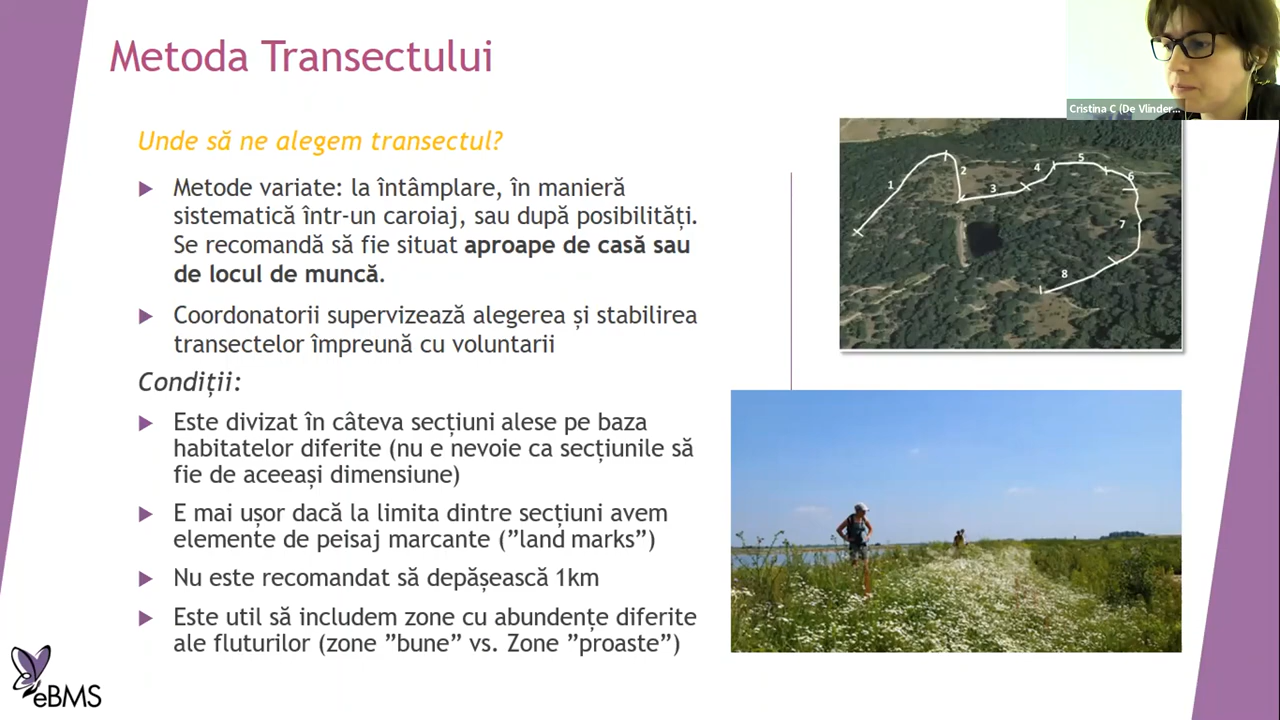 Metoda Transectului
Cristina C (De Vlinder...
Unde să ne alegem transectul?
Metode variate: la întâmplare, în manieră
sistematică într-un caroiaj, sau după posibilități.
Se recomandă să fie situat aproape de casă sau
de locul de muncă.
Coordonatorii supervizează alegerea și stabilirea
transectelor împreună cu voluntarii
Condiții:
Este divizat în câteva secțiuni alese pe baza
habitatelor diferite (nu e nevoie ca secțiunile să
fie de aceeași dimensiune)
E mai ușor dacă la limita dintre secțiuni avem
elemente de peisaj marcante (”land marks”)
Nu este recomandat să depășească 1km
Este util să includem zone cu abundențe diferite
ale fluturilor (zone ”bune” vs. Zone ”proaste”)
1
2
3
4
5
6
7
8
eBMS